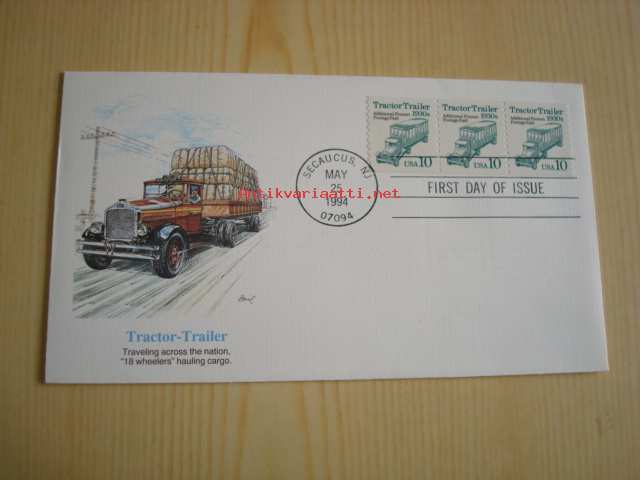 Tractor Trailer
1930s
Additional Presort
Postage Paid
USA 10
Tractor Trailer
1930s
Additional Presort
Postage Paid
USA 10
Tractor Trailer
1930s
Additional Presort
Postage Paid
USA 10
SECAUCUS, NJ
MAY
25
1994
07094
FIRST DAY OF ISSUE
antikvariaatti.net
Tractor-Trailer
Traveling across the nation,
"18 wheelers" hauling cargo.